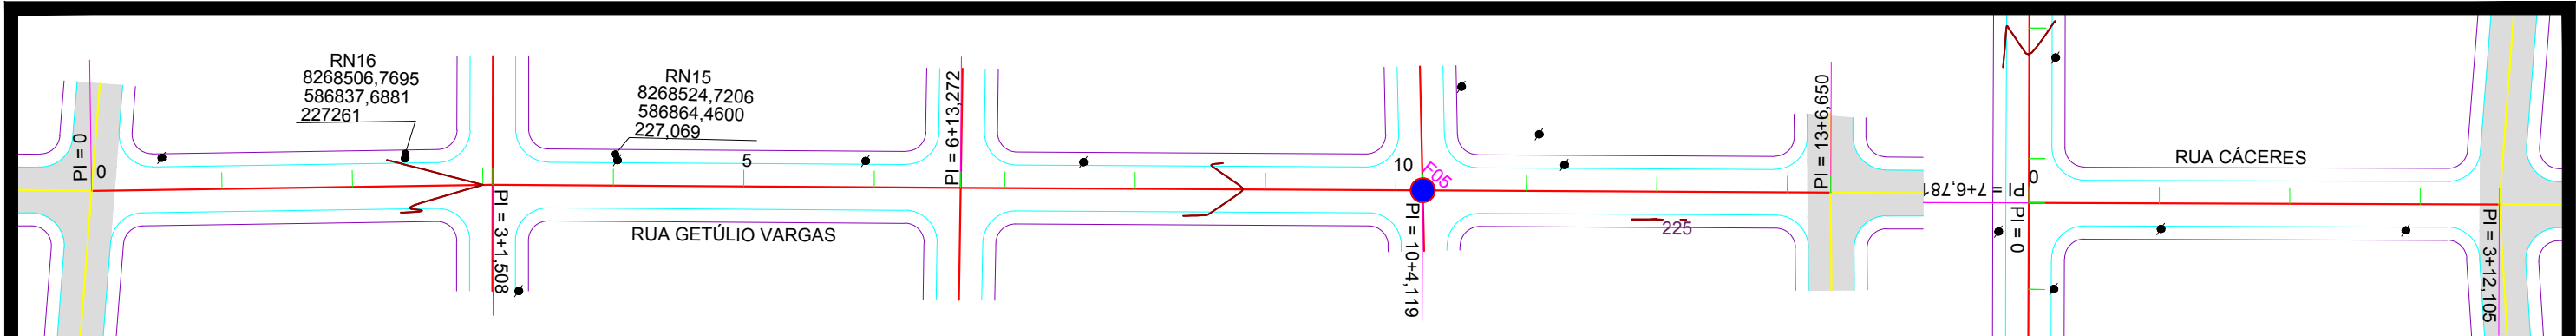 PI = 0
0
RN16
8268506,7695
586837,6881
227261
PI = 3+1,508
RN15
8268524,7206
586864,4600
227,069
5
RUA GETÚLIO VARGAS
PI = 6+13,272
10
F05
PI = 10+4,119
225
PI = 13+6,650
PI = 7+6,781
0
PI = 0
RUA CÁCERES
PI = 3+12,105